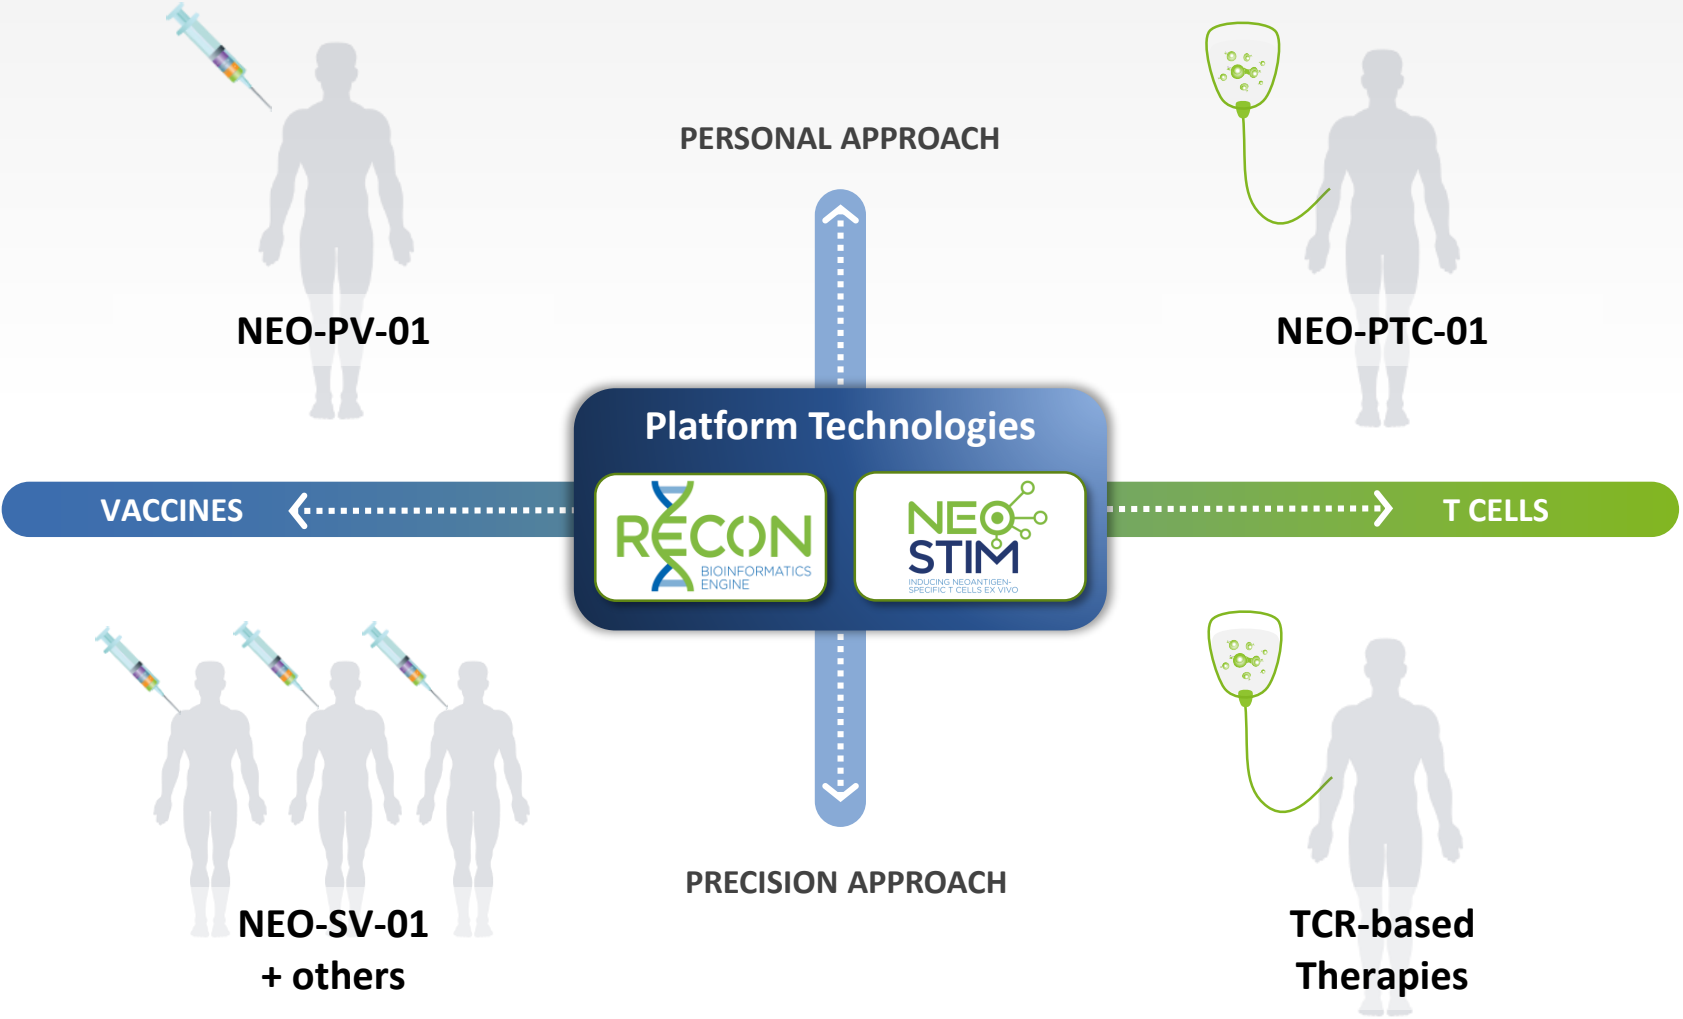 PERSONAL APPROACH
NEO-PV-01
NEO-PTC-01
Platform Technologies
VACCINES
RECON
BIOINFORMATICS
ENGINE
NEO
STIM
INDUCING NEOANTIGEN-
SPECIFIC T CELLS EX VIVO
T CELLS
PRECISION APPROACH
NEO-SV-01
+ others
TCR-based
Therapies